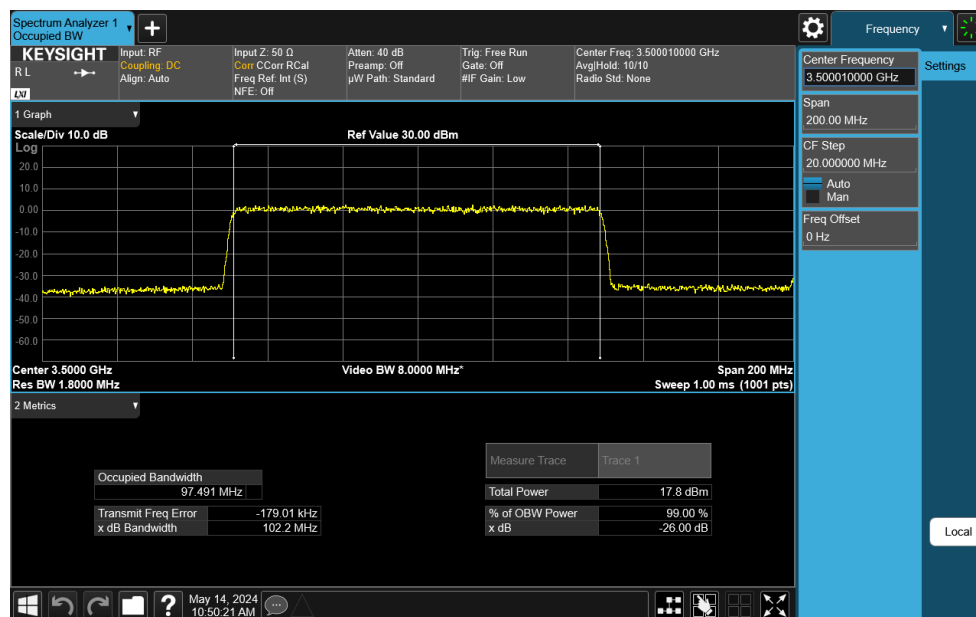 Spectrum Analyzer 1
Occupied BW
Frequency
KEYSIGHT
R L
LXI
Input: RF
Coupling: DC
Align: Auto
Input Z: 50 Ω
Corr CCorr RCal
Freq Ref: Int (S)
NFE: Off
Atten: 40 dB
Preamp: Off
µW Path: Standard
Trig: Free Run
Gate: Off
#IF Gain: Low
Center Freq: 3.500010000 GHz
Avg|Hold: 10/10
Radio Std: None
Center Frequency
3.500010000 GHz
Settings
Span
200.00 MHz
CF Step
20.000000 MHz
Auto
Man
Freq Offset
0 Hz
1 Graph
Scale/Div 10.0 dB
Ref Value 30.00 dBm
Log
20.0
10.0
0.00
-10.0
-20.0
-30.0
-40.0
-50.0
-60.0
Center 3.5000 GHz
Video BW 8.0000 MHz*
Span 200 MHz
Res BW 1.8000 MHz
Sweep 1.00 ms (1001 pts)
2 Metrics
Measure Trace Trace 1
Occupied Bandwidth
97.491 MHz
Total Power 17.8 dBm
Transmit Freq Error -179.01 kHz
% of OBW Power 99.00 %
x dB Bandwidth 102.2 MHz
x dB -26.00 dB
Local
May 14, 2024
10:50:21 AM